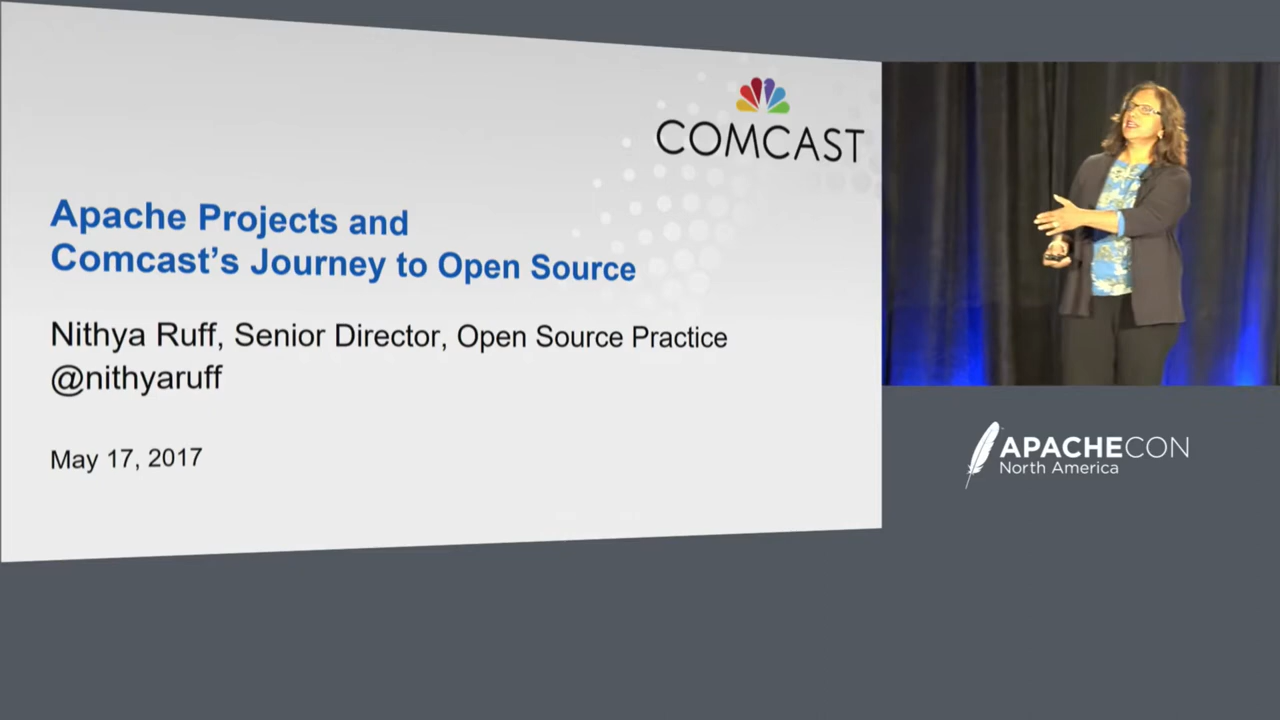 COMCAST
Apache Projects and
Comcast’s Journey to Open Source
Nithya Ruff, Senior Director, Open Source Practice
@nithyaruff
May 17, 2017
APACHECON
North America